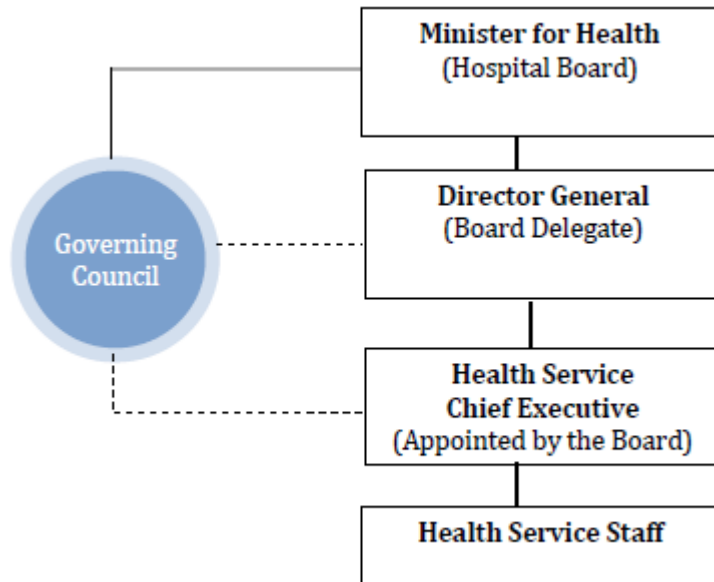 Minister for Health
(Hospital Board)
Director General
(Board Delegate)
Governing
Council
Health Service
Chief Executive
(Appointed by the Board)
Health Service Staff